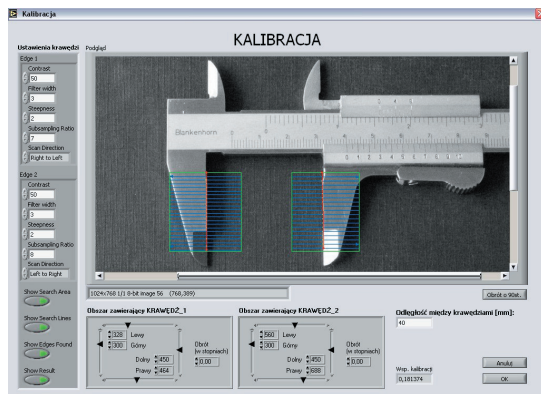 Kalibracja
KALIBRACJA
Ustawienia krawędzi
Podgląd
Edge 1
Contrast
50
Filter width
3
Steepness
2
Subsampling Ratio
7
Scan Direction
Right to Left
Edge 2
Contrast
50
Filter width
3
Steepness
2
Subsampling Ratio
8
Scan Direction
Left to Right
Show Search Area
Show Search Lines
Show Edges Found
Show Result
Blankenhorn
1024x768 1/1 8-bit image 56 (768,389)
Obrót o 90st.
Obszar zawierający KRAWĘDŹ_1
328 Lewy
300 Górny
Dolny 450
Prawy 464
Obrót
(w stopniach)
0,00
Obszar zawierający KRAWĘDŹ_2
560 Lewy
300 Górny
Dolny 450
Prawy 688
Obrót
(w stopniach)
0,00
Odległość między krawędziami [mm]:
40
Wsp. kalibracji
0,181374
Anuluj
OK